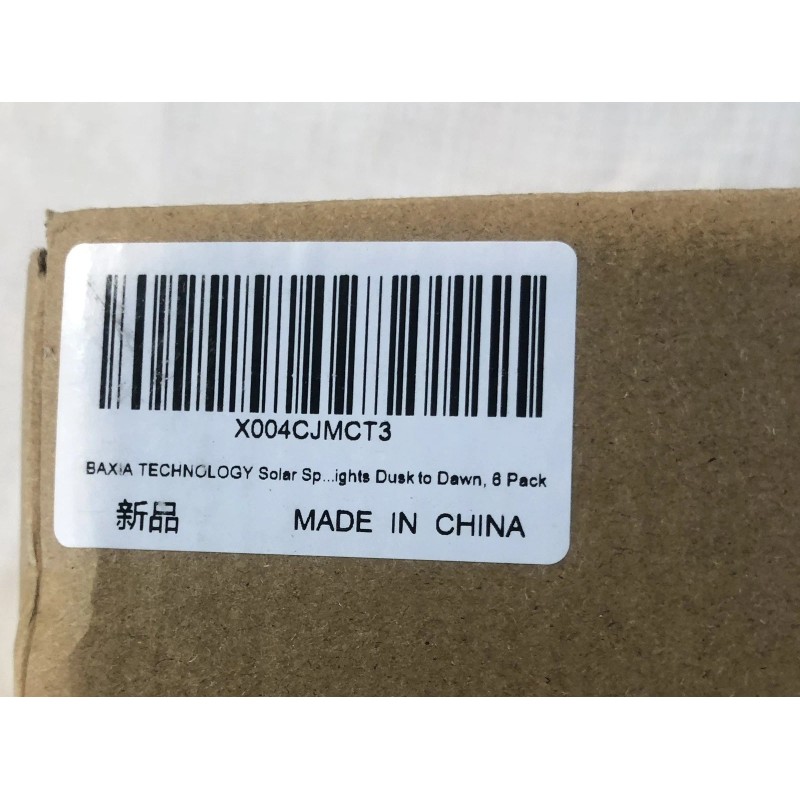 X004CJMCT3
BAXIA TECHNOLOGY Solar Sp...ights Dusk to Dawn, 6 Pack
新品 MADE IN CHINA